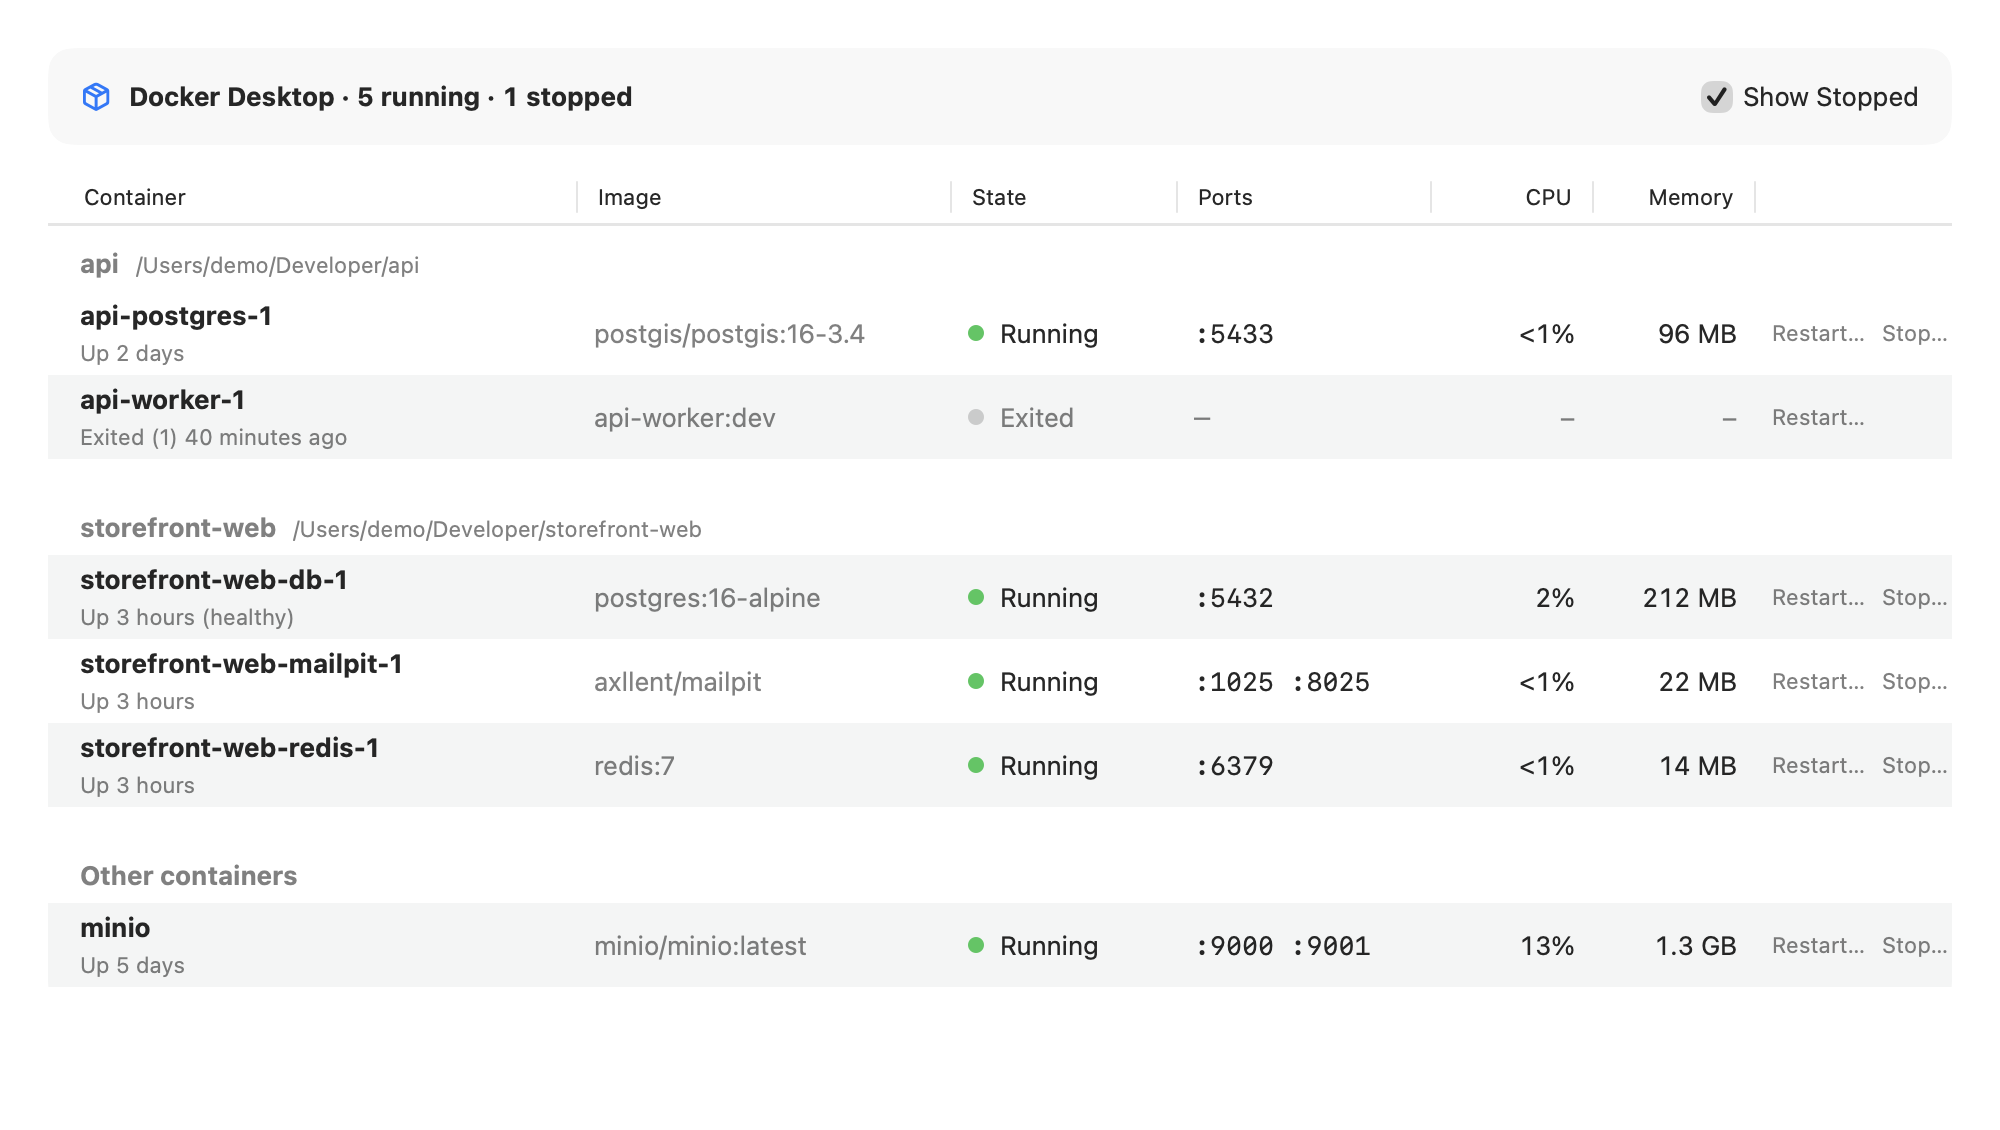 Docker Desktop · 5 running · 1 stopped Show Stopped
Container Image State Ports CPU Memory
api /Users/demo/Developer/api
api-postgres-1
Up 2 days
postgis/postgis:16-3.4 Running :5433 <1% 96 MB Restart... Stop...
api-worker-1
Exited (1) 40 minutes ago
api-worker:dev Exited – – – Restart...
storefront-web /Users/demo/Developer/storefront-web
storefront-web-db-1
Up 3 hours (healthy)
postgres:16-alpine Running :5432 2% 212 MB Restart... Stop...
storefront-web-mailpit-1
Up 3 hours
axllent/mailpit Running :1025 :8025 <1% 22 MB Restart... Stop...
storefront-web-redis-1
Up 3 hours
redis:7 Running :6379 <1% 14 MB Restart... Stop...
Other containers
minio
Up 5 days
minio/minio:latest Running :9000 :9001 13% 1.3 GB Restart... Stop...